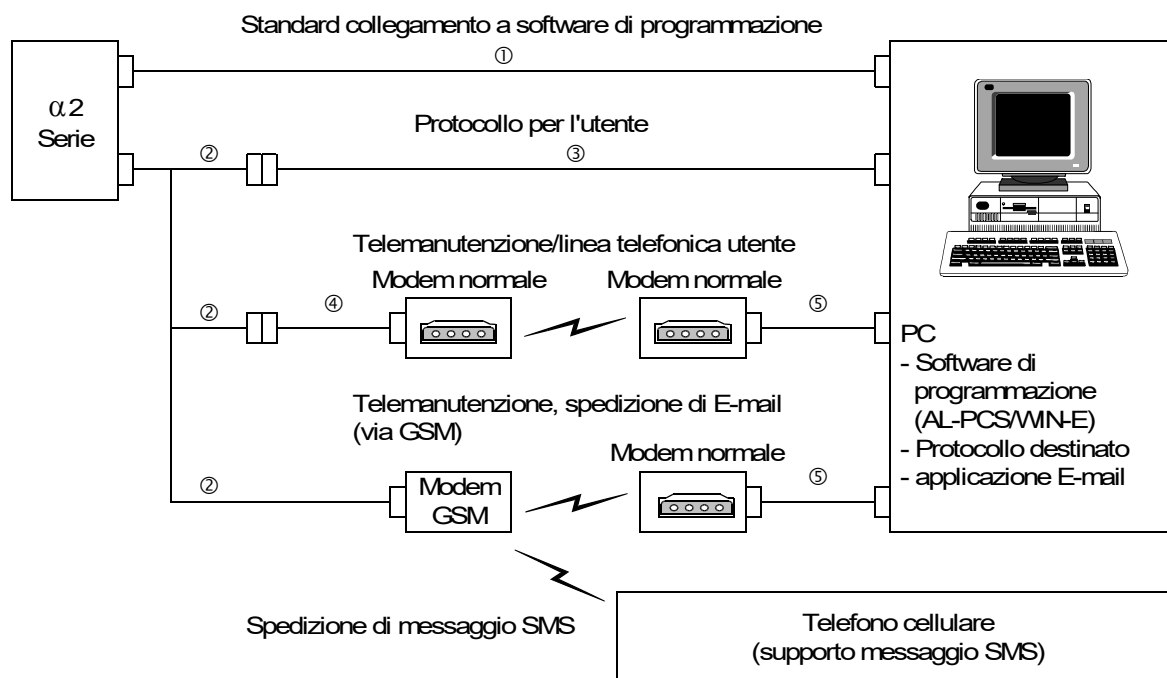 Standard collegamento a software di programmazione
①
α2
Serie
Protocollo per l'utente
②
③
Telemanutenzione/linea telefonica utente
Modem normale
Modem normale
②
④
⑤
PC
- Software di
programmazione
(AL-PCS/WIN-E)
- Protocollo destinato
- applicazione E-mail
Telemanutenzione, spedizione di E-mail
(via GSM)
Modem normale
②
Modem
GSM
⑤
Spedizione di messaggio SMS
Telefono cellulare
(supporto messaggio SMS)